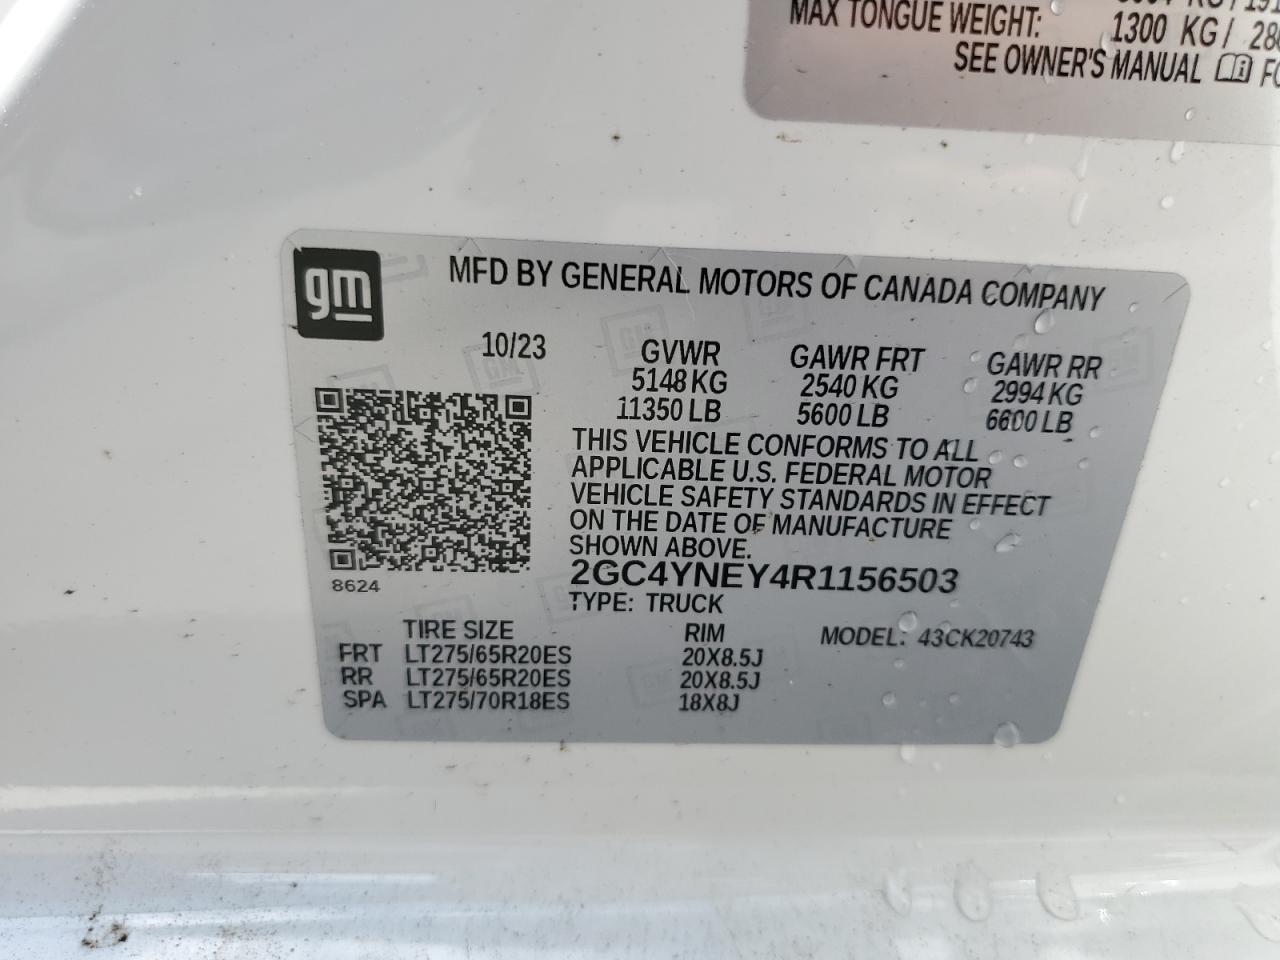 MAX TONGUE WEIGHT:
1300 KG/
SEE OWNER'S MANUAL
gm
MFD BY GENERAL MOTORS OF CANADA COMPANY
10/23 GVWR GAWR FRT GAWR RR
5148 KG 2540 KG 2994 KG
11350 LB 5600 LB 6600 LB
THIS VEHICLE CONFORMS TO ALL
APPLICABLE U.S. FEDERAL MOTOR
VEHICLE SAFETY STANDARDS IN EFFECT
ON THE DATE OF MANUFACTURE
SHOWN ABOVE.
8624
2GC4YNEY4R1156503
TYPE: TRUCK
TIRE SIZE RIM MODEL: 43CK20743
FRT LT275/65R20ES 20X8.5J
RR LT275/65R20ES 20X8.5J
SPA LT275/70R18ES 18X8J